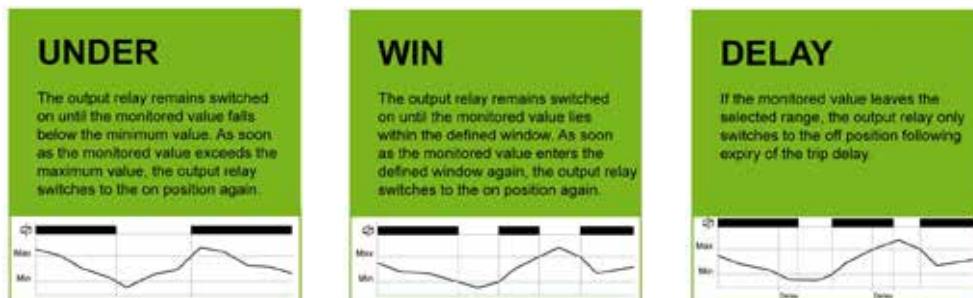 UNDER
The output relay remains switched
on until the monitored value falls
below the minimum value. As soon
as the monitored value exceeds the
maximum value, the output relay
switches to the on position again.
Max
Min
WIN
The output relay remains switched
on until the monitored value lies
within the defined window. As soon
as the monitored value enters the
defined window again, the output relay
switches to the on position again.
Max
Min
DELAY
If the monitored value leaves the
selected range, the output relay only
switches to the off position following
expiry of the trip delay.
Max
Min
Delay
Delay